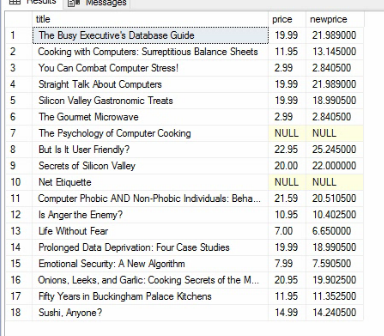 Results Messages
title price newprice
1 The Busy Executive's Database Guide 19.99 21.989000
2 Cooking with Computers: Surreptitious Balance Sheets 11.95 13.145000
3 You Can Combat Computer Stress! 2.99 2.840500
4 Straight Talk About Computers 19.99 21.989000
5 Silicon Valley Gastronomic Treats 19.99 18.990500
6 The Gourmet Microwave 2.99 2.840500
7 The Psychology of Computer Cooking NULL NULL
8 But Is It User Friendly? 22.95 25.245000
9 Secrets of Silicon Valley 20.00 22.000000
10 Net Etiquette NULL NULL
11 Computer Phobic AND Non-Phobic Individuals: Beha... 21.59 20.510500
12 Is Anger the Enemy? 10.95 10.402500
13 Life Without Fear 7.00 6.650000
14 Prolonged Data Deprivation: Four Case Studies 19.99 18.990500
15 Emotional Security: A New Algorithm 7.99 7.590500
16 Onions, Leeks, and Garlic: Cooking Secrets of the M... 20.95 19.902500
17 Fifty Years in Buckingham Palace Kitchens 11.95 11.352500
18 Sushi, Anyone? 14.99 14.240500